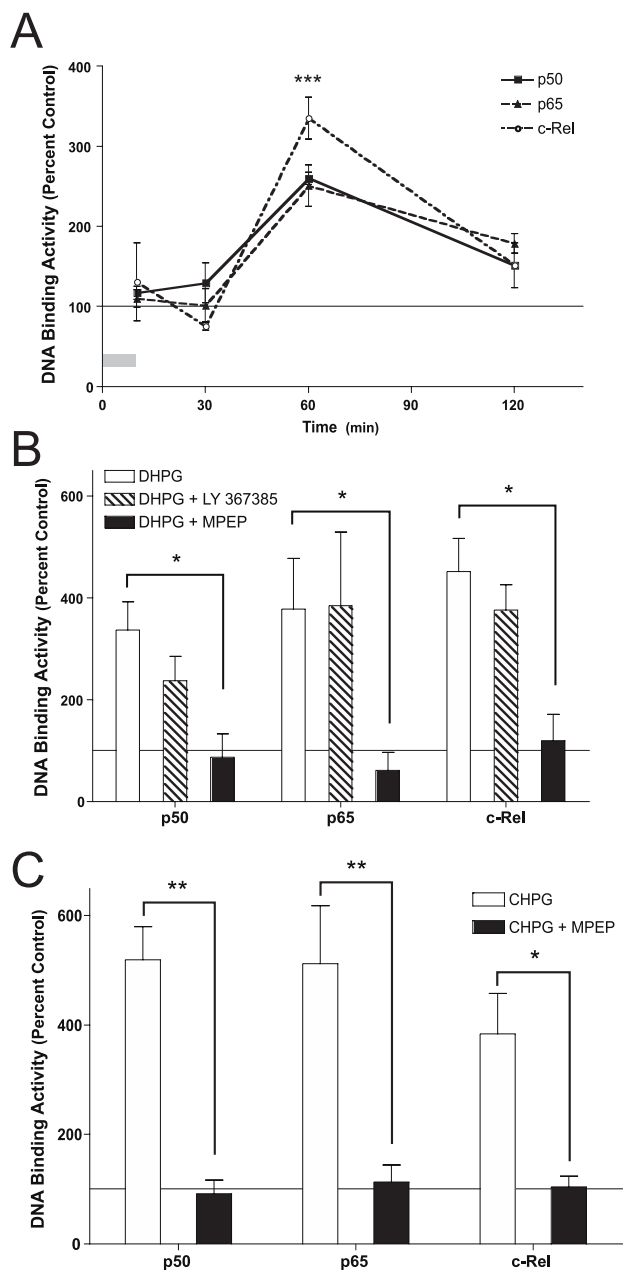 A
DNA Binding Activity (Percent Control)
400
300
200
100
0
***
p50
p65
c-Rel
0
30
60
90
120
Time (min)
B
DNA Binding Activity (Percent Control)
600
400
200
0
DHPG
DHPG + LY 367385
DHPG + MPEP
*
*
*
p50
p65
c-Rel
C
DNA Binding Activity (Percent Control)
600
400
200
0
**
**
*
CHPG
CHPG + MPEP
p50
p65
c-Rel